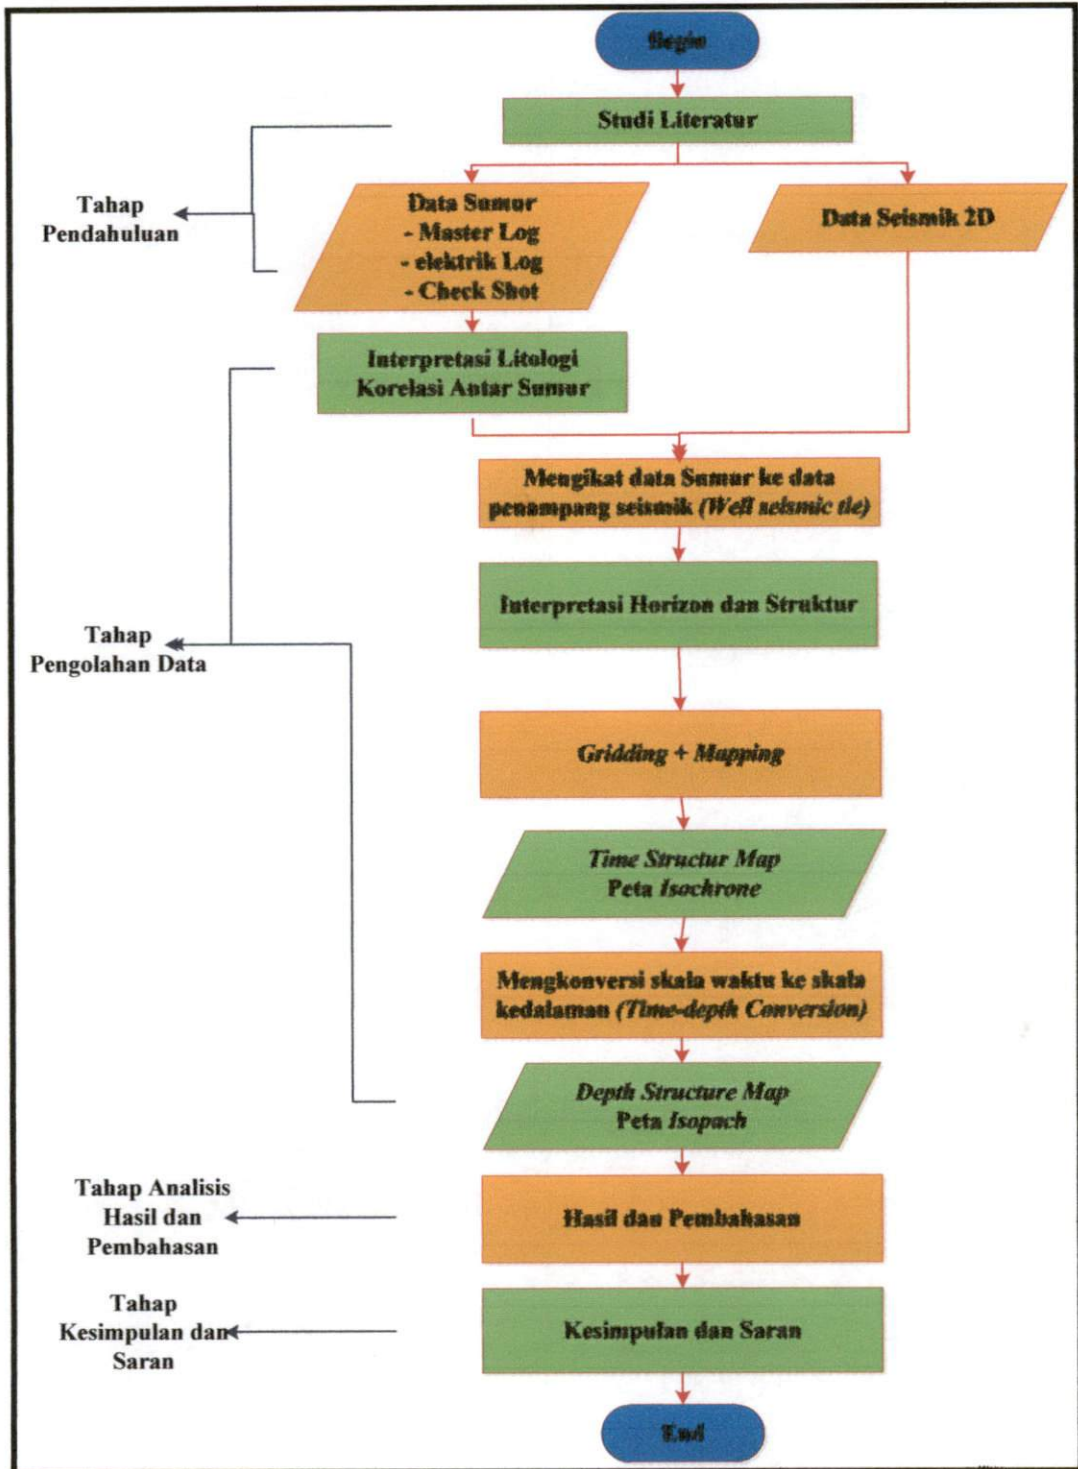 Begin
Studi Literatur
Tahap
Pendahuluan
Data Sumur
- Master Log
- elektrik Log
- Check Shot
Data Seismik 2D
Interpretasi Litologi
Korelasi Antar Sumur
Mengikat data Sumur ke data
penampang seismik (Well seismic tie)
Interpretasi Horizon dan Struktur
Tahap
Pengolahan Data
Gridding + Mapping
Time Structur Map
Peta Isochrone
Mengkonversi skala waktu ke skala
kedalaman (Time-depth Conversion)
Depth Structure Map
Peta Isopach
Tahap Analisis
Hasil dan
Pembahasan
Hasil dan Pembahasan
Tahap
Kesimpulan dan
Saran
Kesimpulan dan Saran
End